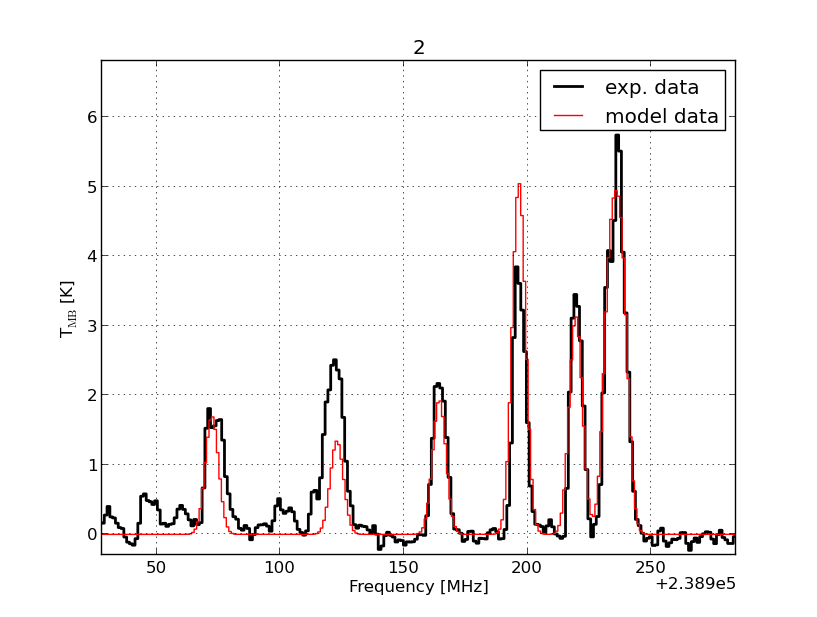 2
exp. data
model data
6
5
4
3
2
1
0
T_MB [K]
50 100 150 200 250
Frequency [MHz]
+2.389e5